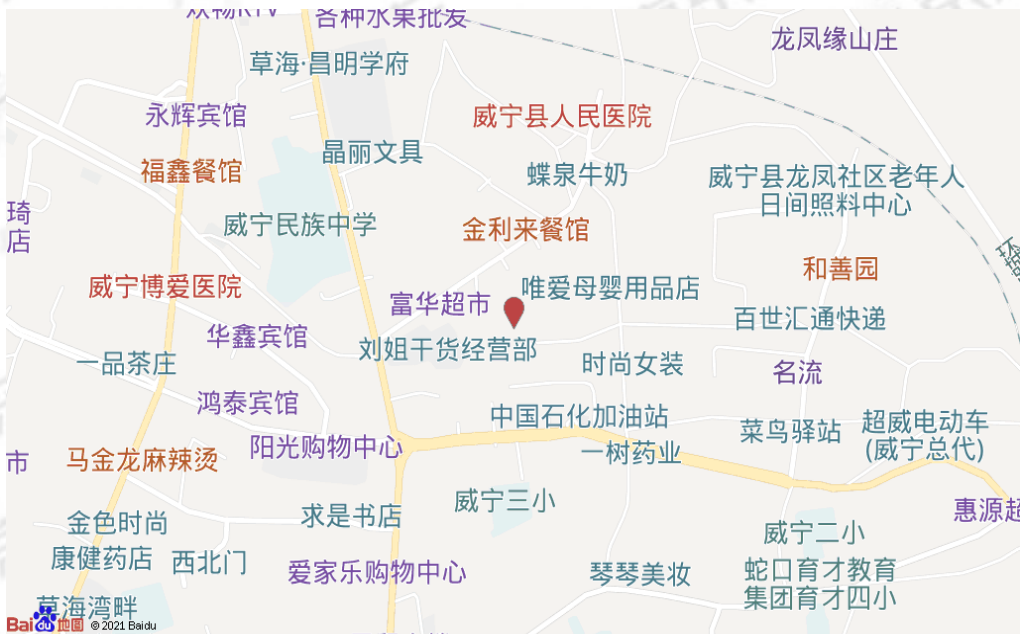 欢畅KTV
各种水果批发
龙凤缘山庄
草海·昌明学府
永辉宾馆
威宁县人民医院
晶丽文具
福鑫餐馆
蝶泉牛奶
威宁县龙凤社区老年人
日间照料中心
琦
店
威宁民族中学
金利来餐馆
和善园
威宁博爱医院
唯爱母婴用品店
富华超市
百世汇通快递
华鑫宾馆
刘姐干货经营部
一品茶庄
时尚女装
名流
鸿泰宾馆
中国石化加油站
菜鸟驿站
超威电动车
(威宁总代)
阳光购物中心
一树药业
市
马金龙麻辣烫
威宁三小
求是书店
金色时尚
惠源超
威宁二小
康健药店
西北门
爱家乐购物中心
琴琴美妆
蛇口育才教育
集团育才四小
草海湾畔
Bai du 地图 © 2021 Baidu